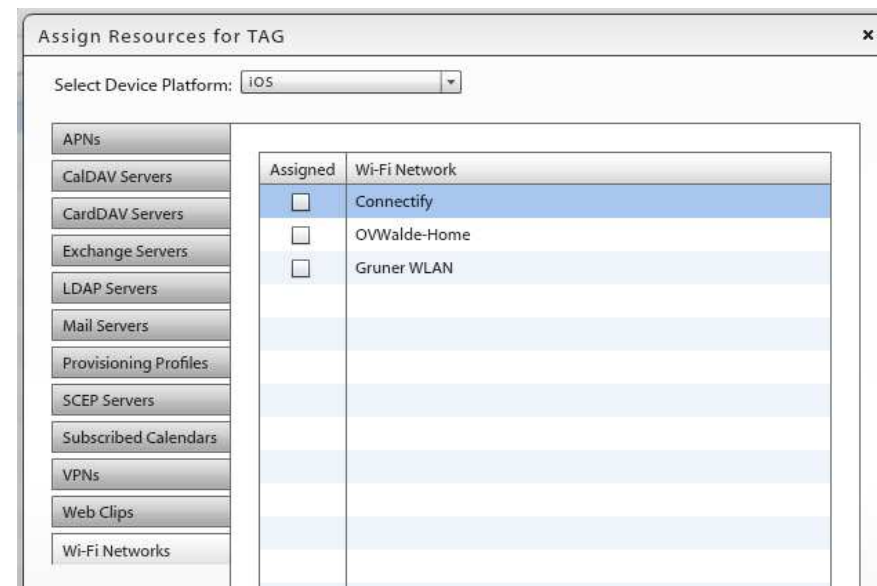 Assign Resources for TAG
Select Device Platform: iOS
APNs
CalDAV Servers
CardDAV Servers
Exchange Servers
LDAP Servers
Mail Servers
Provisioning Profiles
SCEP Servers
Subscribed Calendars
VPNs
Web Clips
Wi-Fi Networks
Assigned Wi-Fi Network
Connectify
OVWalde-Home
Gruner WLAN